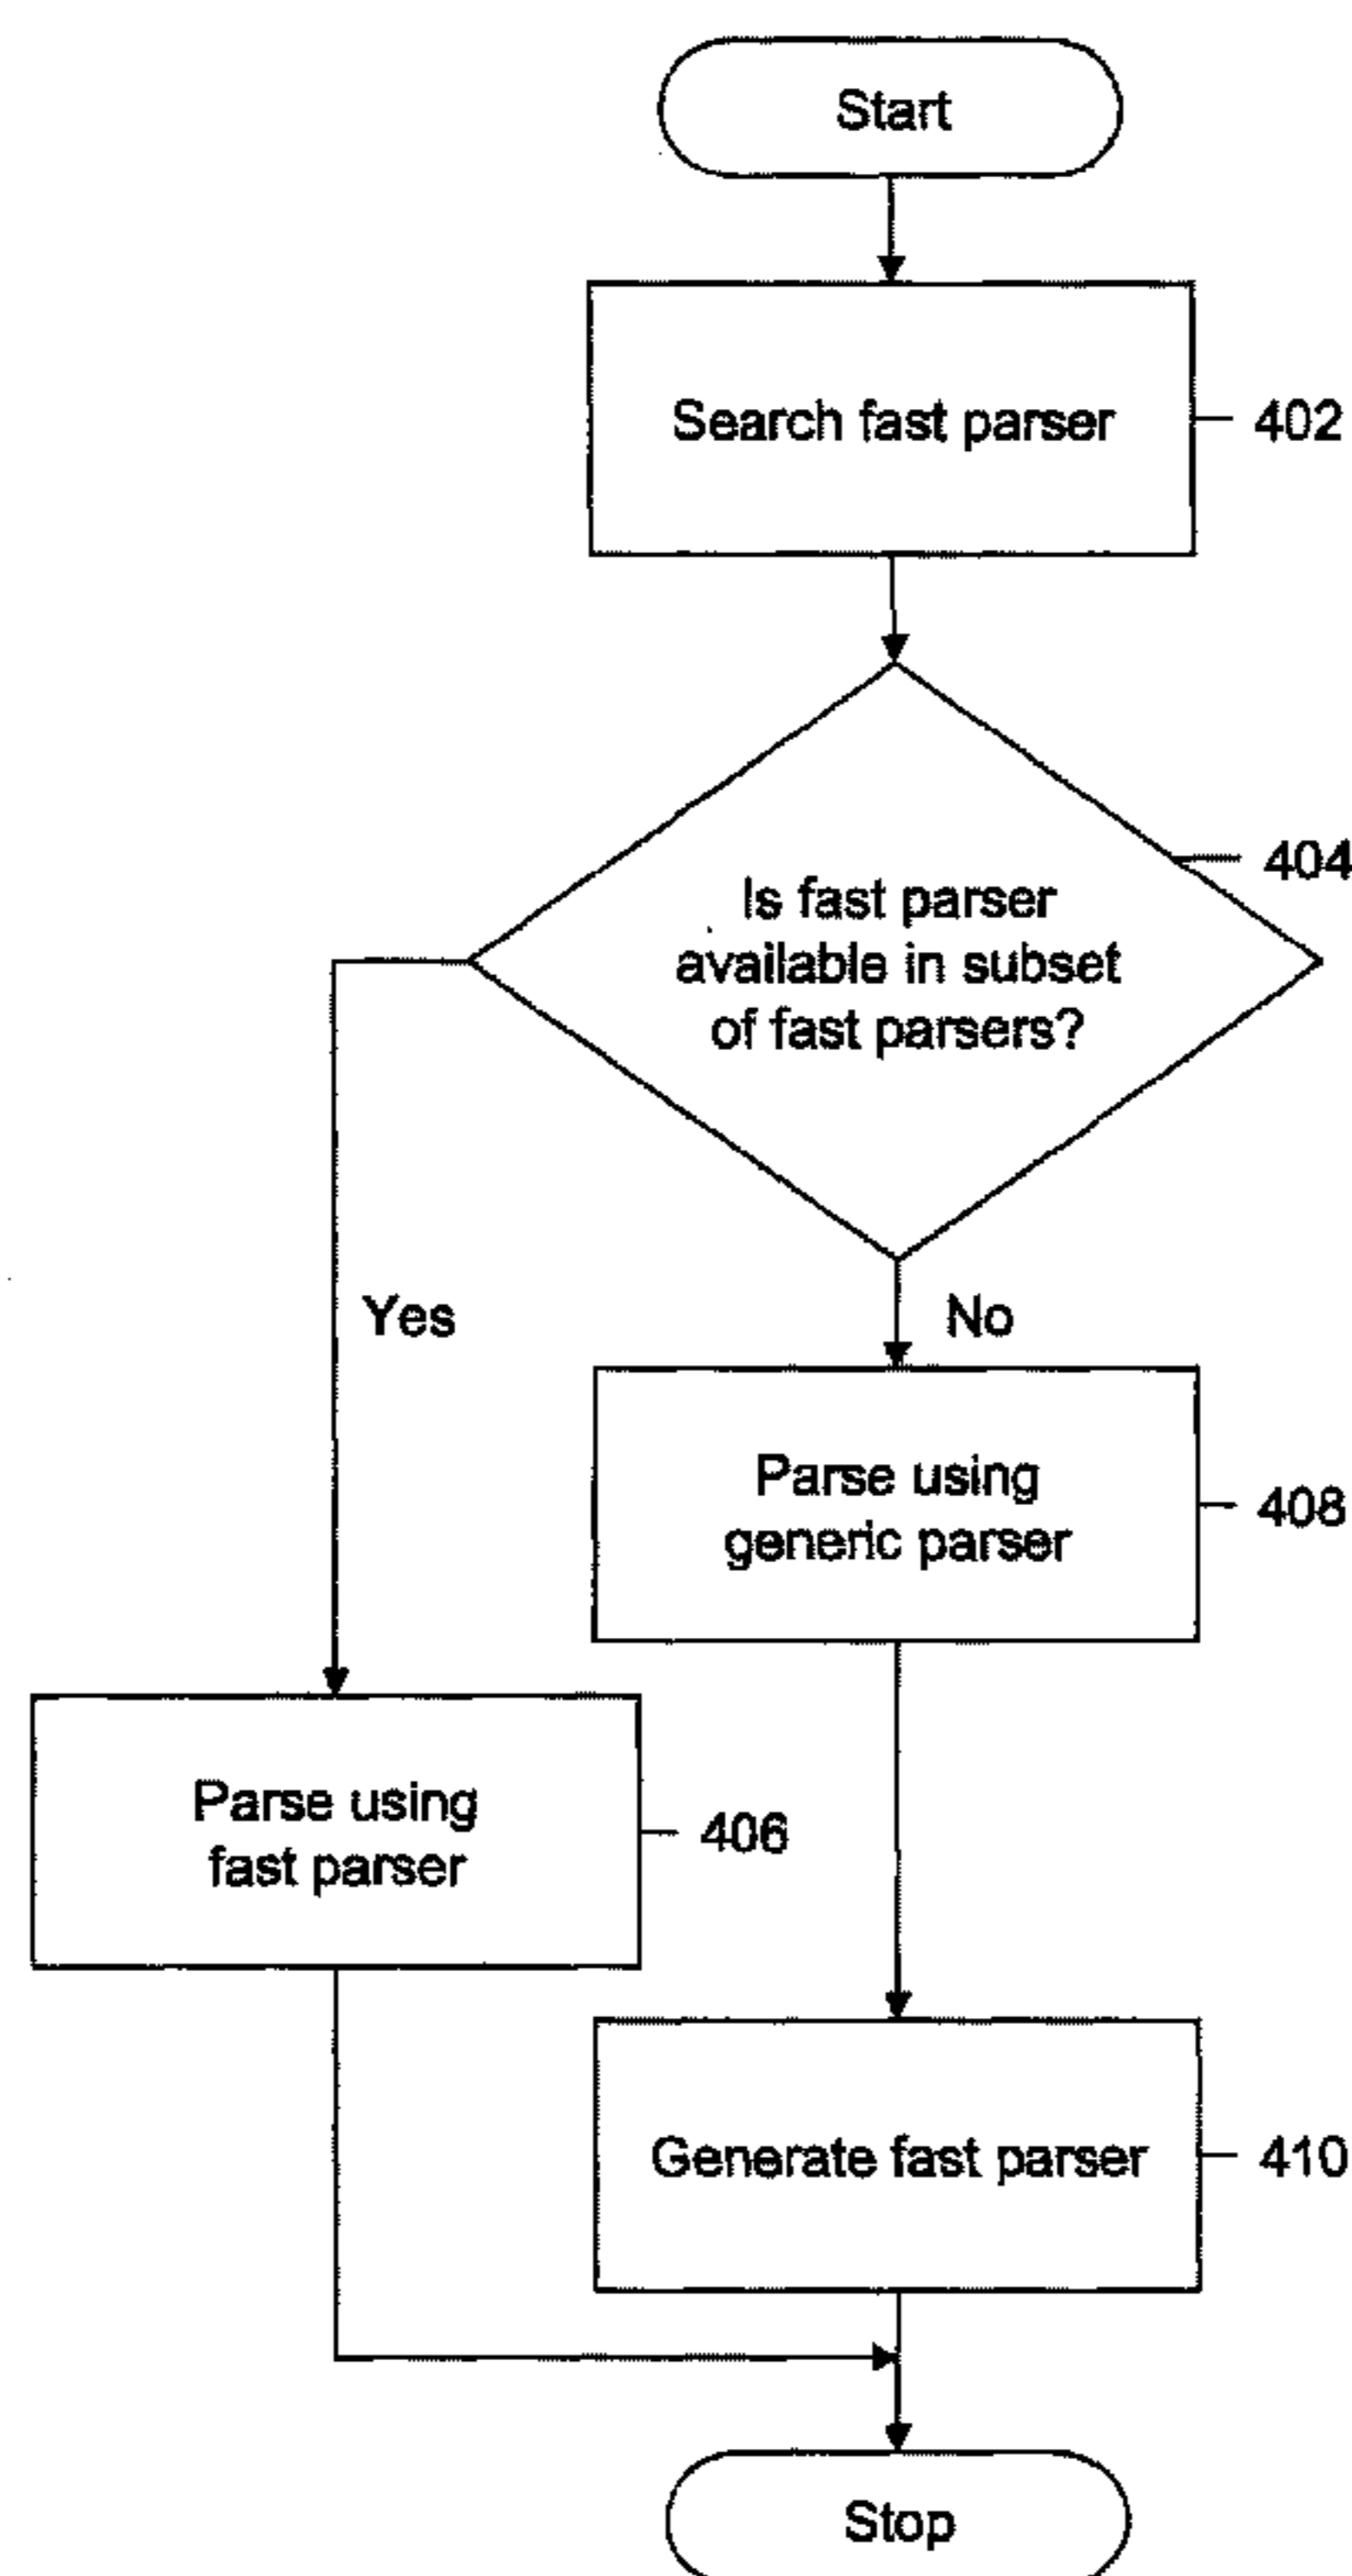 Start
Search fast parser
402
404
Is fast parser
available in subset
of fast parsers?
Yes
No
Parse using
generic parser
408
Parse using
fast parser
406
Generate fast parser
410
Stop